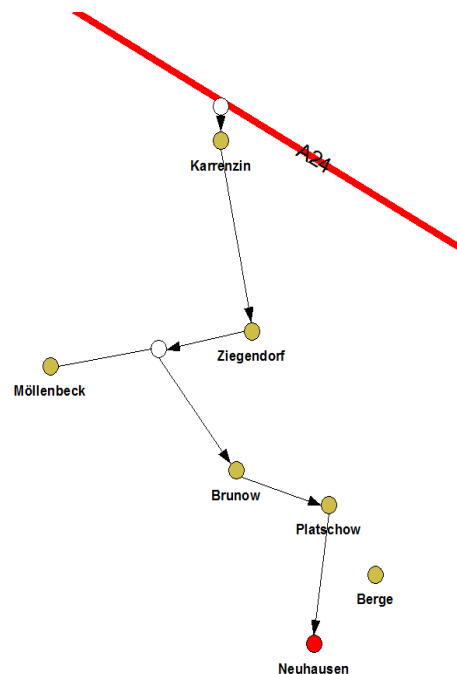 A24
Karrenzin
Ziegendorf
Möllenbeck
Brunow
Platschow
Berge
Neuhausen